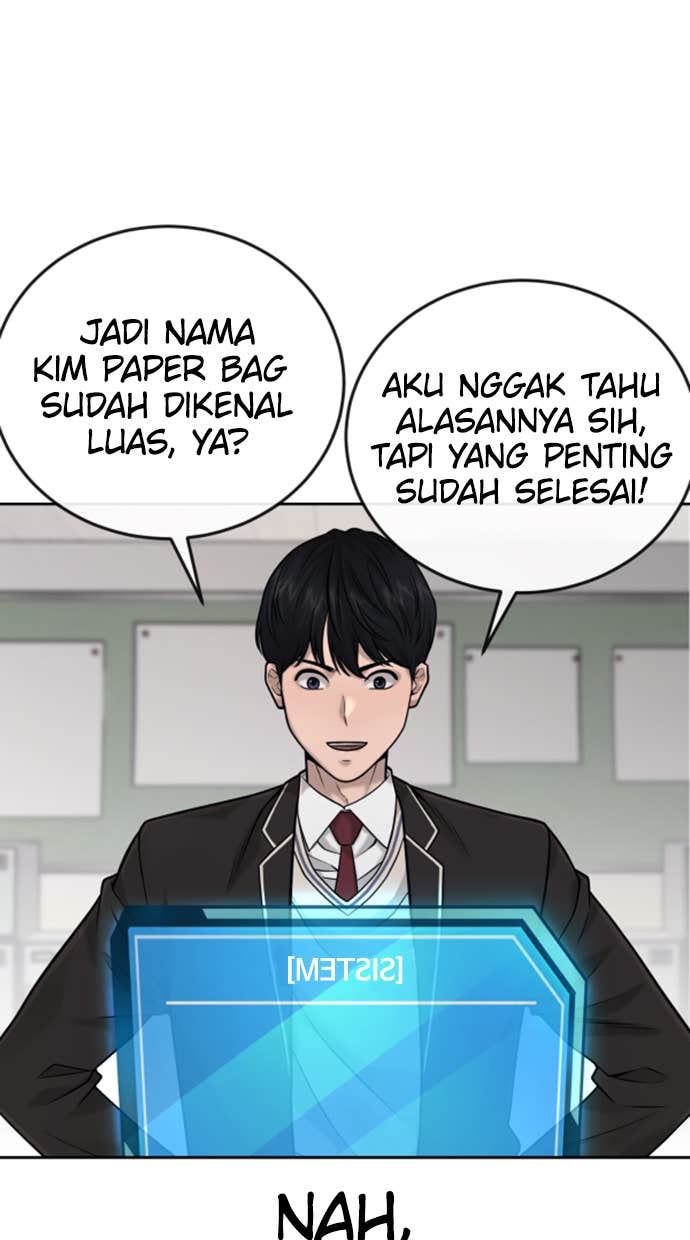 JADI NAMA
KIM PAPER BAG
SUDAH DIKENAL
LUAS, YA?
AKU NGGAK TAHU
ALASANNYA SIH,
TAPI YANG PENTING
SUDAH SELESAI!
[SISTEM]
NAH,